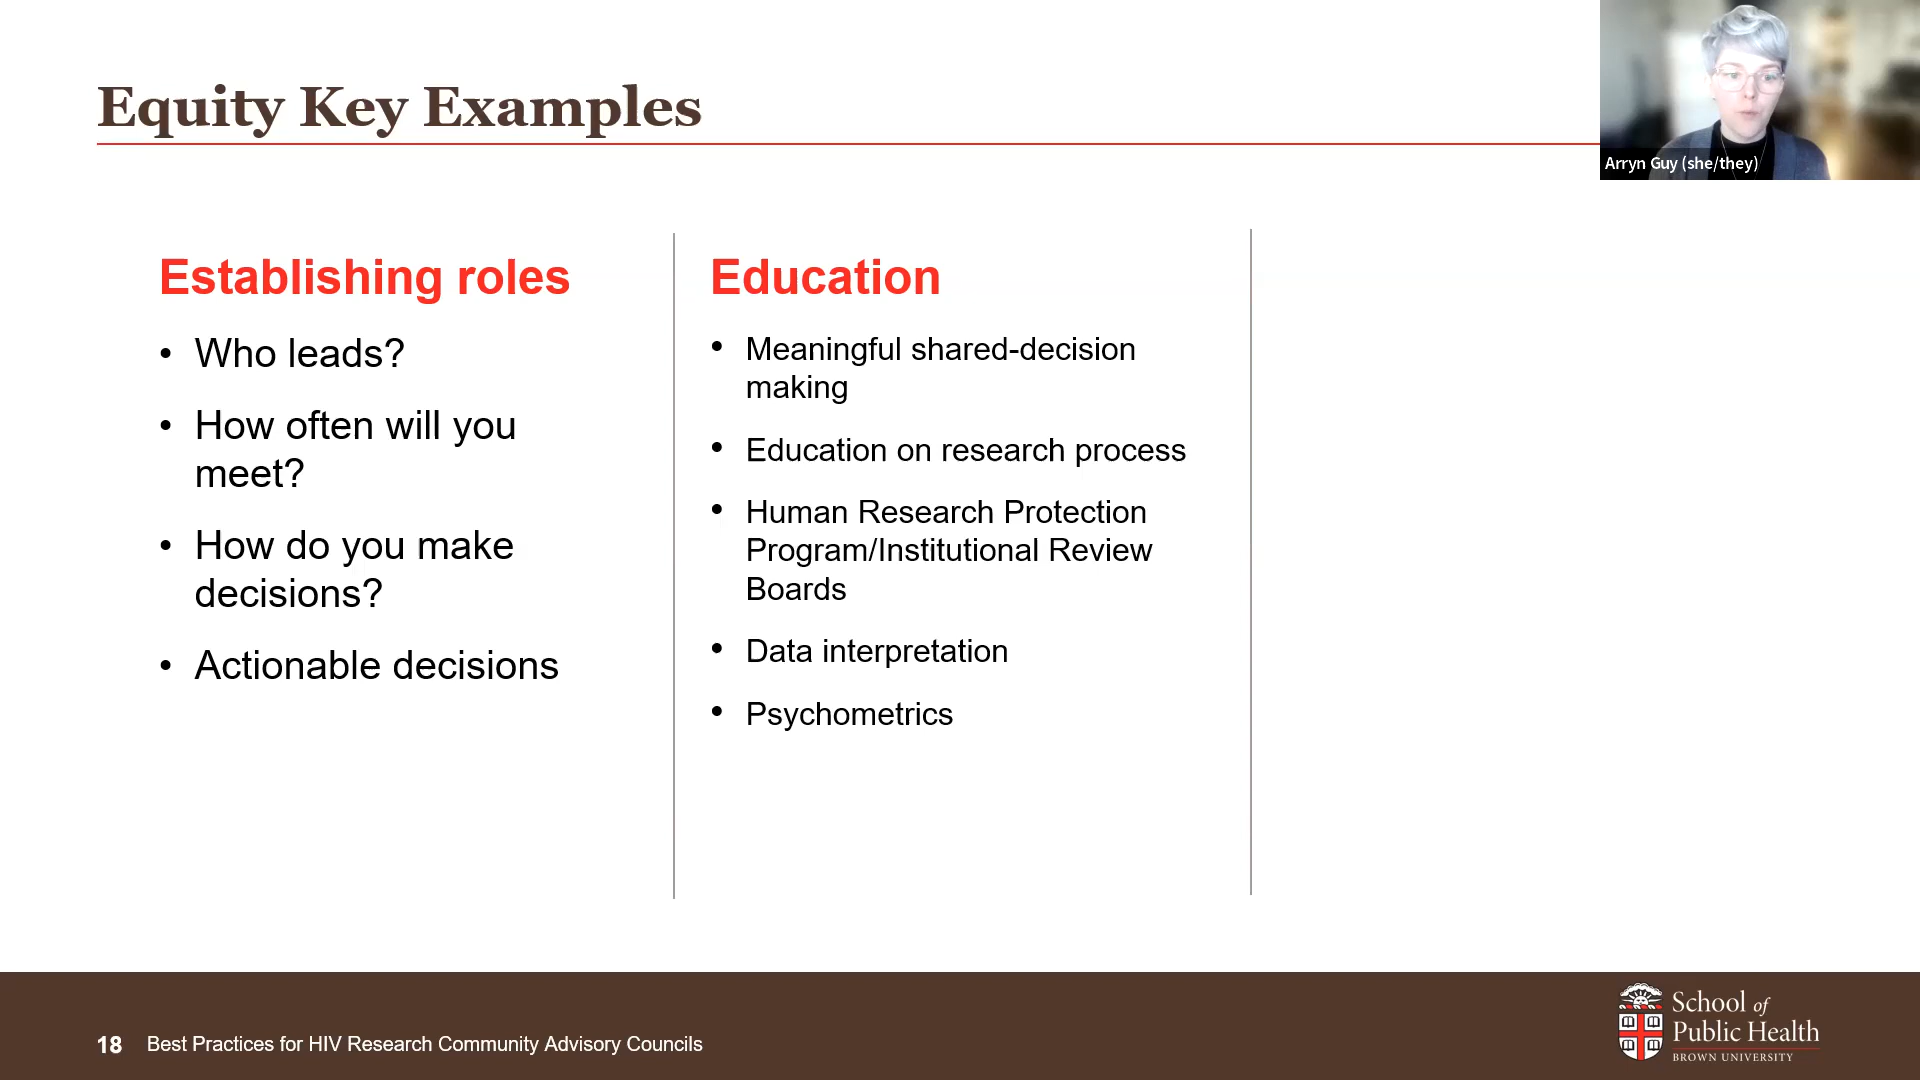 Equity Key Examples
Arryn Guy (she/they)
Establishing roles
• Who leads?
• How often will you
meet?
• How do you make
decisions?
• Actionable decisions
Education
• Meaningful shared-decision
making
• Education on research process
• Human Research Protection
Program/Institutional Review
Boards
• Data interpretation
• Psychometrics
18 Best Practices for HIV Research Community Advisory Councils
School of
Public Health
BROWN UNIVERSITY